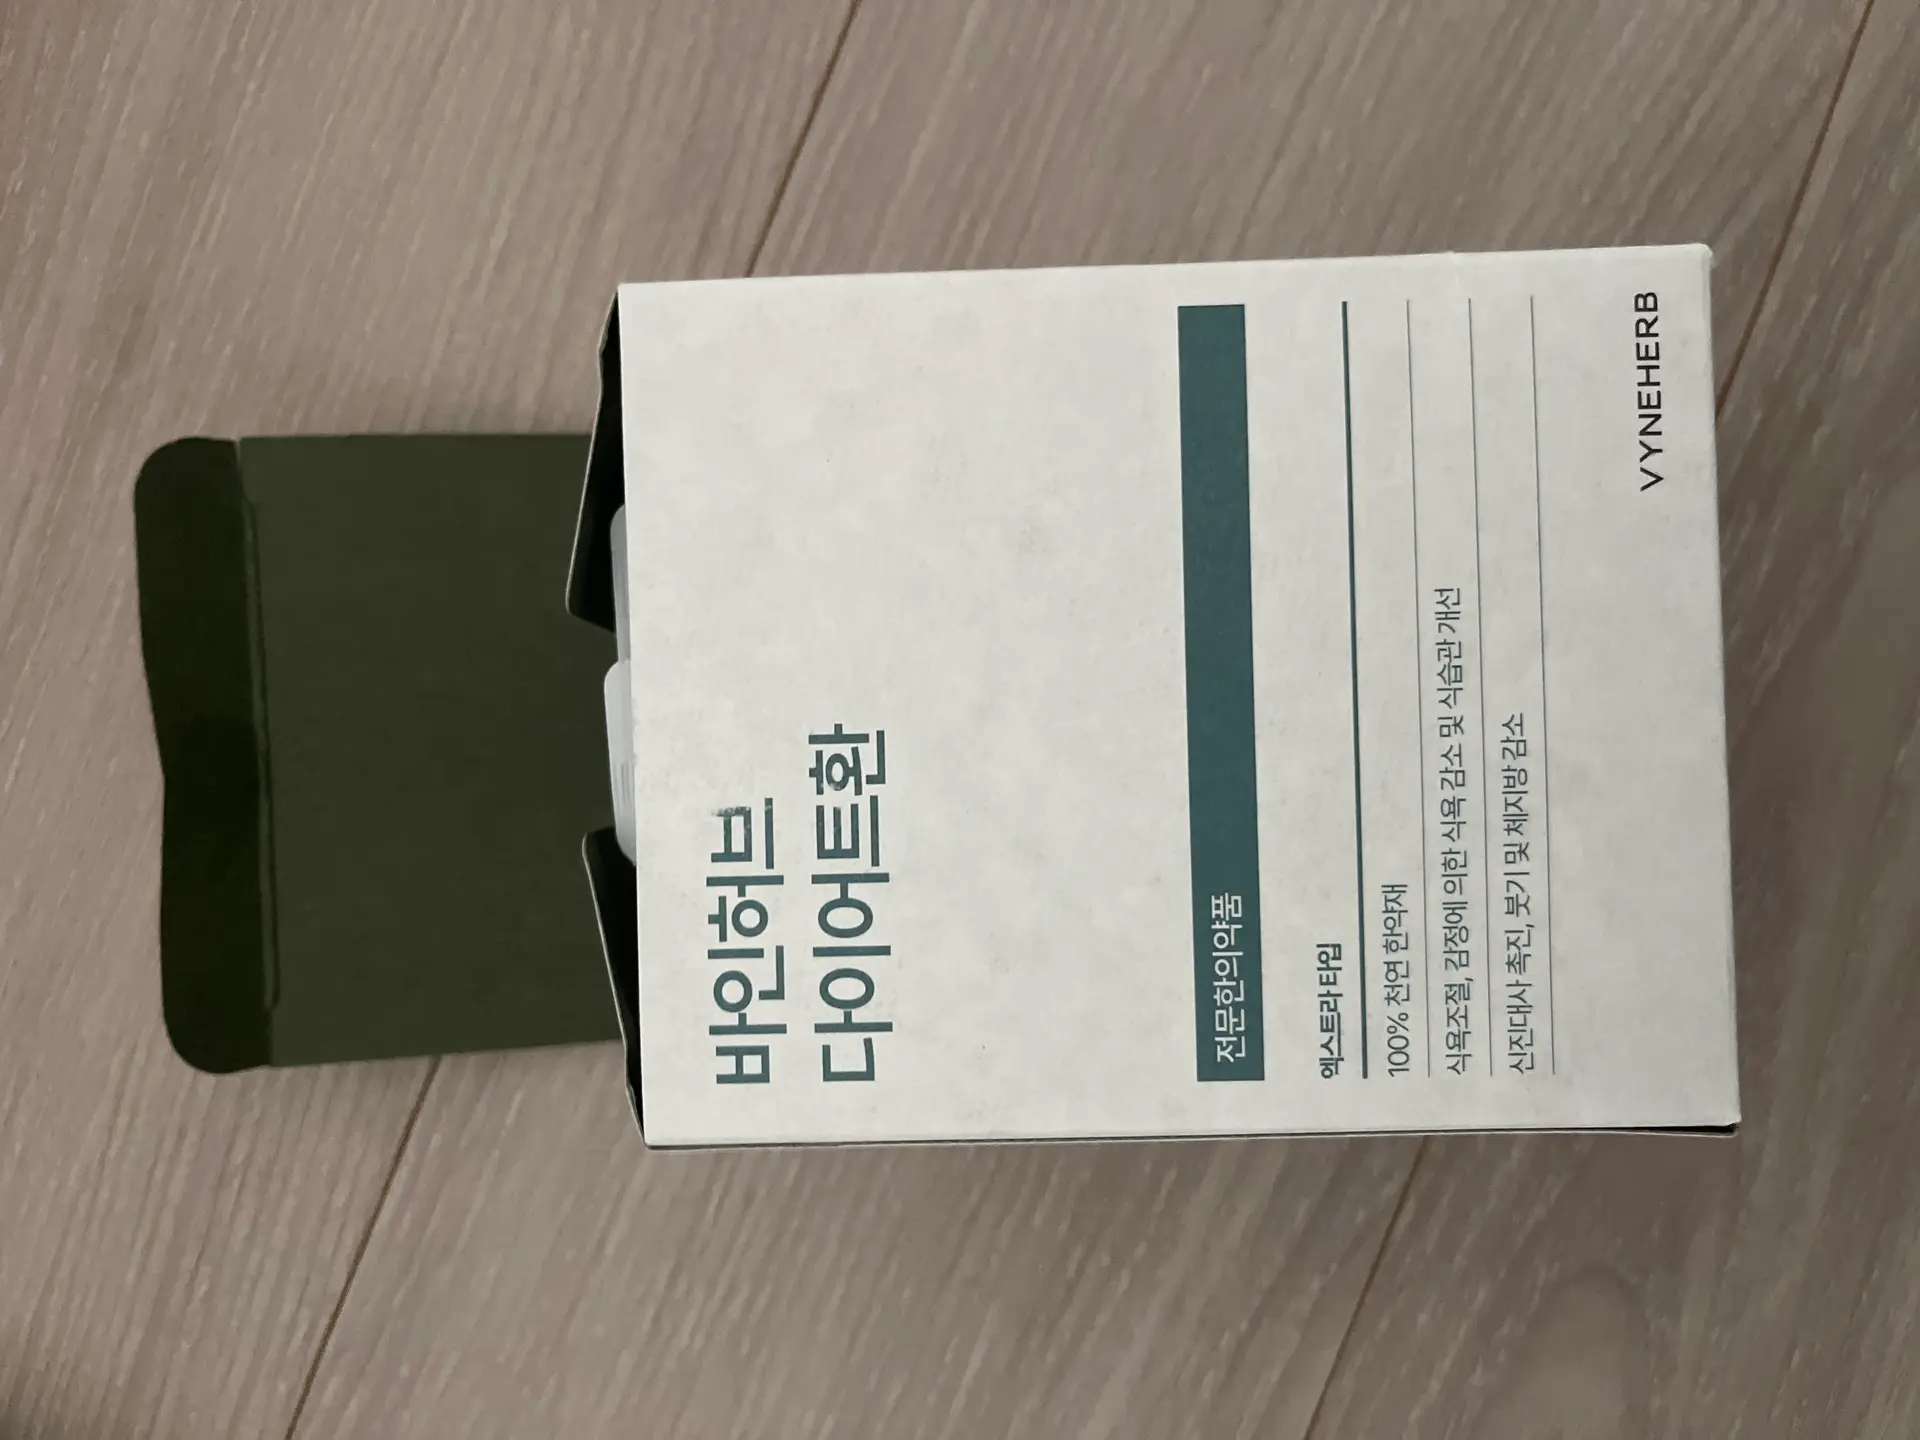 바인허브
다이어트환
전문한의약품
엑스트라 타입
100% 천연 한약재
식욕조절, 감정에 의한 식욕 감소 및 식습관 개선
신진대사 촉진, 붓기 및 체지방 감소
VYNEHERB